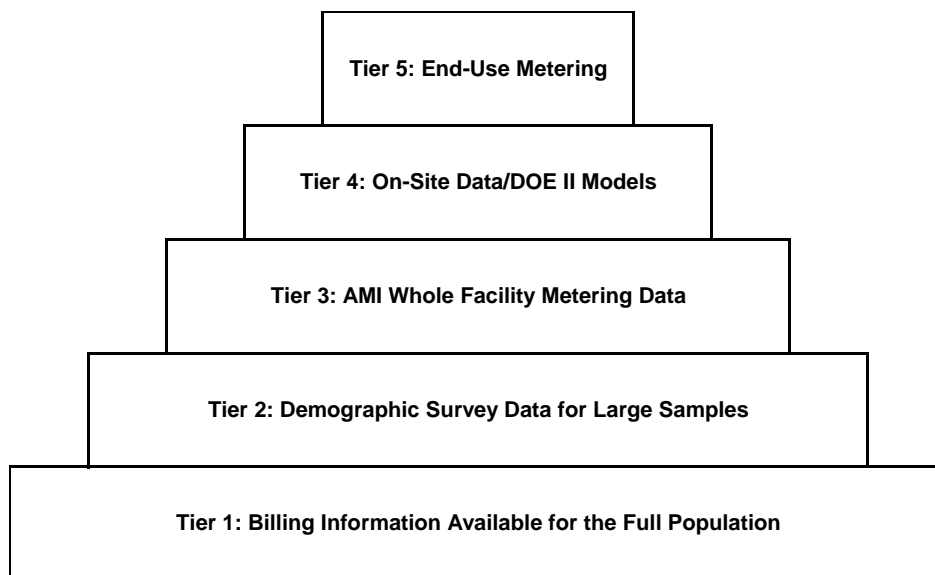 Tier 5: End-Use Metering
Tier 4: On-Site Data/DOE II Models
Tier 3: AMI Whole Facility Metering Data
Tier 2: Demographic Survey Data for Large Samples
Tier 1: Billing Information Available for the Full Population